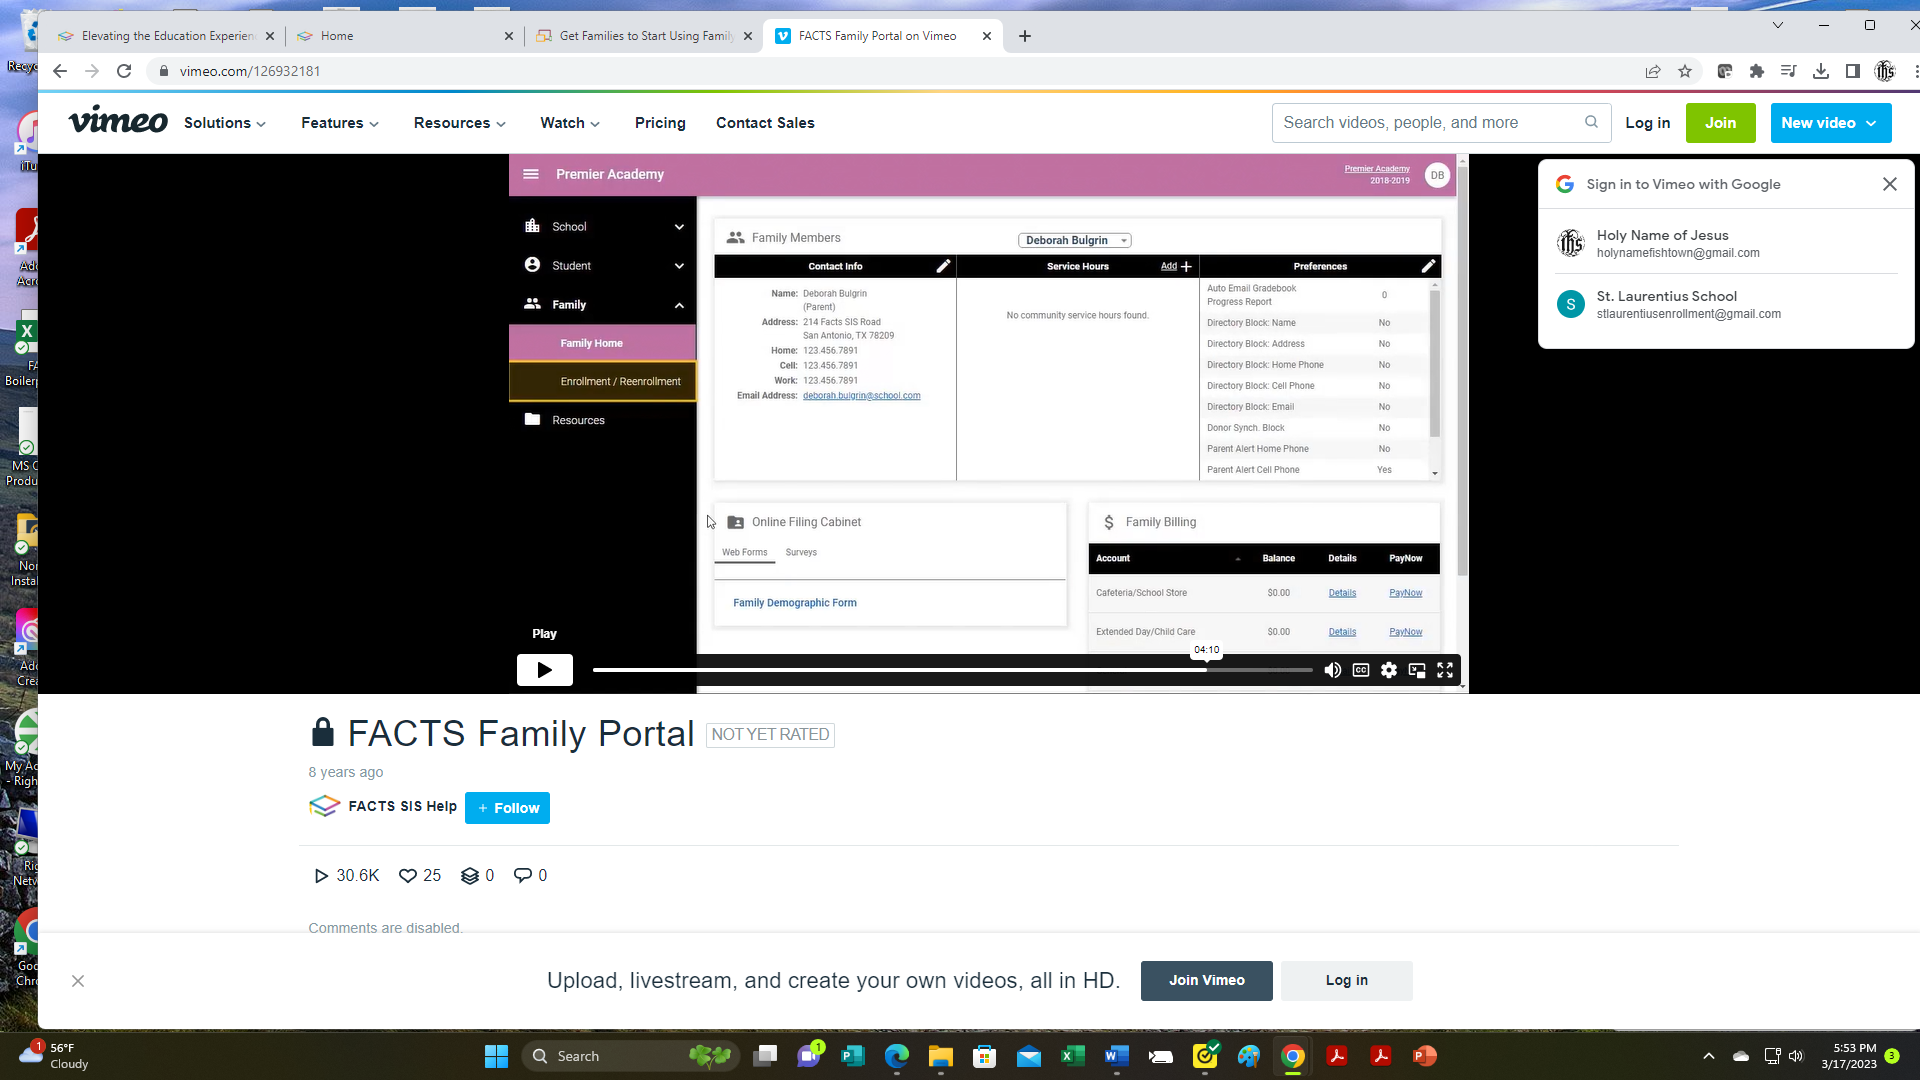 Elevating the Education Experien
Home
Get Families to Start Using Family
FACTS Family Portal on Vimeo
vimeo.com/126932181
vimeo
Solutions
Features
Resources
Watch
Pricing
Contact Sales
Search videos, people, and more
Log in
Join
New video
Premier Academy
Premier Academy
2018-2019
DB
School
Student
Family
Family Home
Enrollment / Reenrollment
Resources
Family Members
Deborah Bulgrin
Contact Info
Service Hours
Add
Preferences
Name: Deborah Bulgrin
(Parent)
Address: 214 Facts SIS Road
San Antonio, TX 78209
Home: 123.456.7891
Cell: 123.456.7891
Work: 123.456.7891
Email Address: deborah.bulgrin@school.com
No community service hours found.
Auto Email Gradebook
Progress Report 0
Directory Block: Name No
Directory Block: Address No
Directory Block: Home Phone No
Directory Block: Cell Phone No
Directory Block: Email No
Donor Synch. Block No
Parent Alert Home Phone No
Parent Alert Cell Phone Yes
Online Filing Cabinet
Web Forms Surveys
Family Demographic Form
Family Billing
Account Balance Details PayNow
Cafeteria/School Store $0.00 Details PayNow
Extended Day/Child Care $0.00 Details PayNow
Play
04:10
CC
Sign in to Vimeo with Google
Holy Name of Jesus
holynamefishtown@gmail.com
S
St. Laurentius School
stlaurentiusenrollment@gmail.com
FACTS Family Portal NOT YET RATED
8 years ago
FACTS SIS Help
+ Follow
30.6K 25 0 0
Comments are disabled.
Upload, livestream, and create your own videos, all in HD.
Join Vimeo
Log in
1
56°F
Cloudy
Search
1
5:53 PM
3/17/2023
3